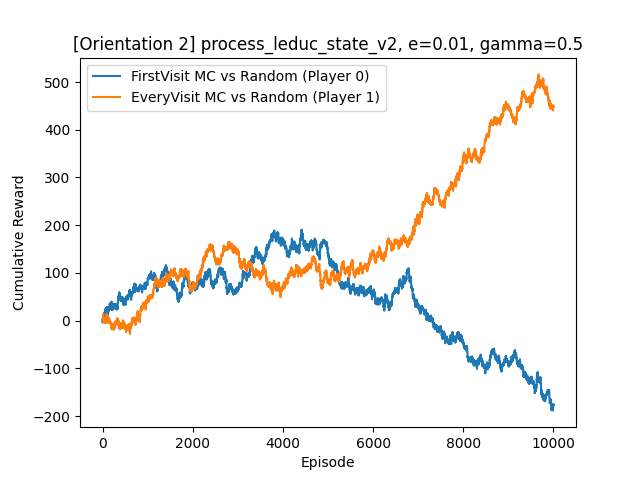 [Orientation 2] process_leduc_state_v2, e=0.01, gamma=0.5
FirstVisit MC vs Random (Player 0)
EveryVisit MC vs Random (Player 1)
Cumulative Reward
500
400
300
200
100
0
−100
−200
0
2000
4000
6000
8000
10000
Episode